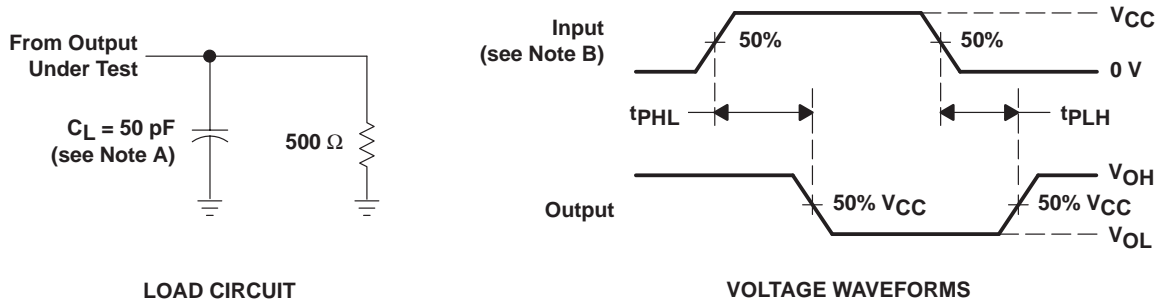 From Output
Under Test
CL = 50 pF
(see Note A)
500 Ω
LOAD CIRCUIT
Input
(see Note B)
50%
50%
VCC
0 V
tPHL
tPLH
Output
50% VCC
VOH
50% VCC
VOL
VOLTAGE WAVEFORMS